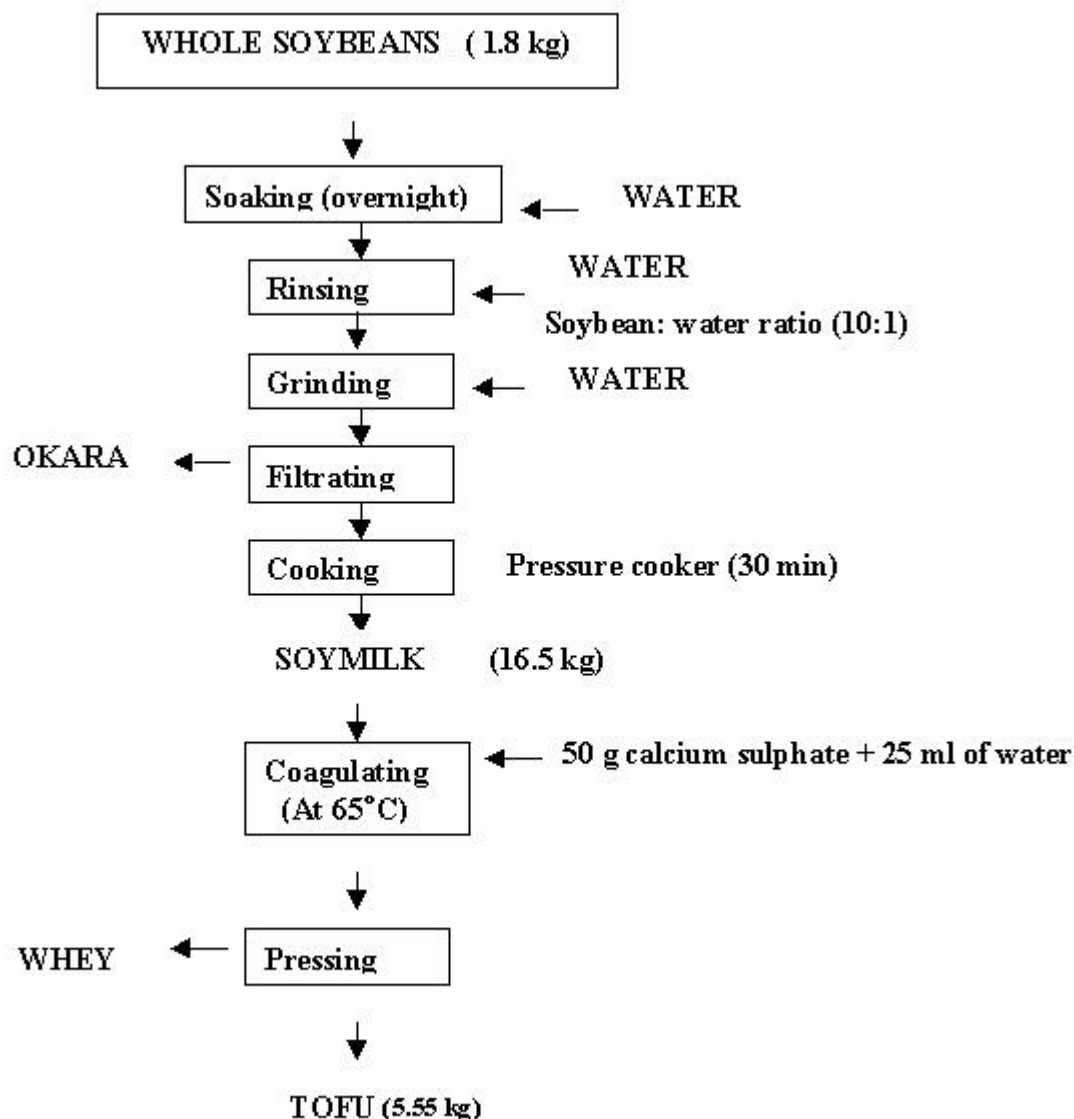 WHOLE SOYBEANS ( 1.8 kg)
Soaking (overnight)
WATER
Rinsing
WATER
Soybean: water ratio (10:1)
Grinding
WATER
OKARA
Filtrating
Cooking
Pressure cooker (30 min)
SOYMILK (16.5 kg)
Coagulating
(At 65°C)
50 g calcium sulphate + 25 ml of water
WHEY
Pressing
TOFU (5.55 kg)